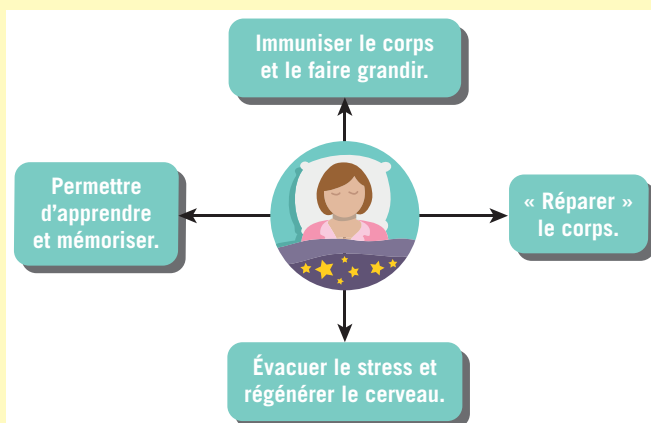 Immuniser le corps
et le faire grandir.
Permettre
d'apprendre
et mémoriser.
« Réparer »
le corps.
Évacuer le stress et
régénérer le cerveau.